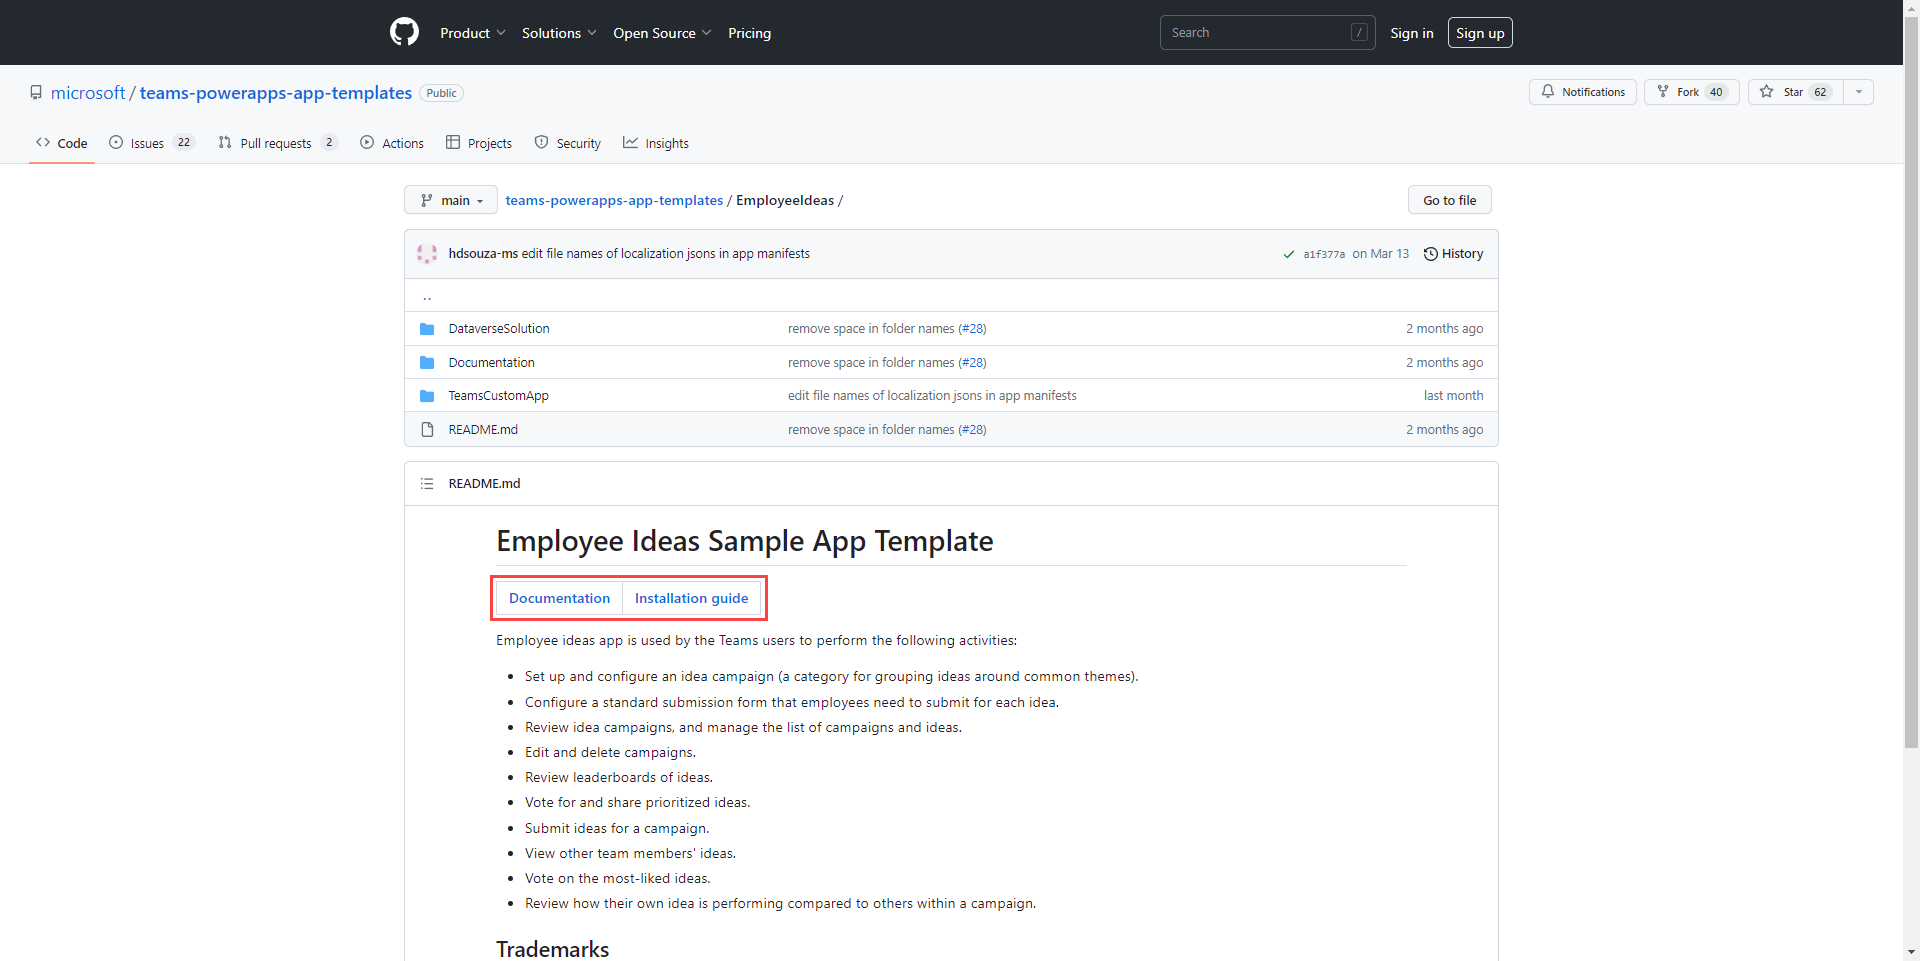 Product Solutions Open Source Pricing Search / Sign in Sign up
microsoft / teams-powerapps-app-templates Public Notifications Fork 40 Star 62
Code Issues 22 Pull requests 2 Actions Projects Security Insights
main teams-powerapps-app-templates / EmployeeIdeas / Go to file
hdsouza-ms edit file names of localization jsons in app manifests a1f377a on Mar 13 History
..
DataverseSolution remove space in folder names (#28) 2 months ago
Documentation remove space in folder names (#28) 2 months ago
TeamsCustomApp edit file names of localization jsons in app manifests last month
README.md remove space in folder names (#28) 2 months ago
README.md
Employee Ideas Sample App Template
Documentation Installation guide
Employee ideas app is used by the Teams users to perform the following activities:
• Set up and configure an idea campaign (a category for grouping ideas around common themes).
• Configure a standard submission form that employees need to submit for each idea.
• Review idea campaigns, and manage the list of campaigns and ideas.
• Edit and delete campaigns.
• Review leaderboards of ideas.
• Vote for and share prioritized ideas.
• Submit ideas for a campaign.
• View other team members' ideas.
• Vote on the most-liked ideas.
• Review how their own idea is performing compared to others within a campaign.
Trademarks